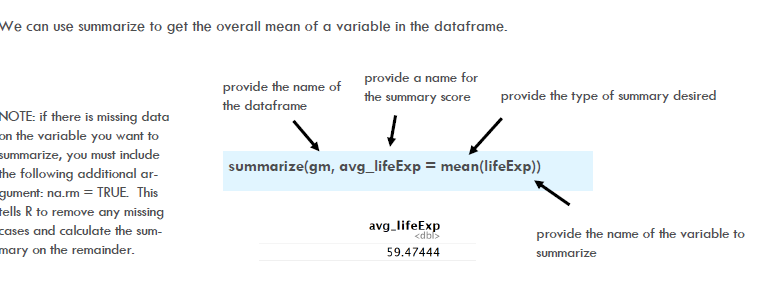 We can use summarize to get the overall mean of a variable in the dataframe.
provide the name of
the dataframe
provide a name for
the summary score
provide the type of summary desired
NOTE: if there is missing data
on the variable you want to
summarize, you must include
the following additional ar-
gument: na.rm = TRUE. This
tells R to remove any missing
cases and calculate the sum-
mary on the remainder.
summarize(gm, avg_lifeExp = mean(lifeExp))
avg_lifeExp
<dbl>
59.47444
provide the name of the variable to
summarize